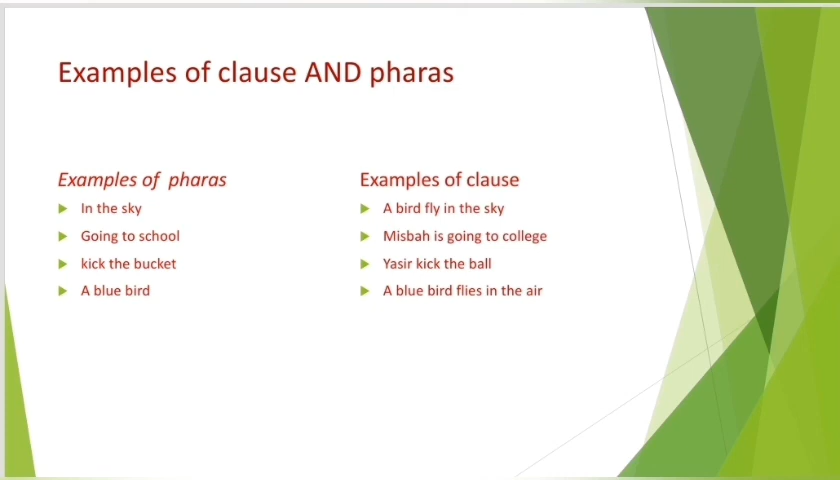 Examples of clause AND pharas
Examples of pharas
In the sky
Going to school
kick the bucket
A blue bird
Examples of clause
A bird fly in the sky
Misbah is going to college
Yasir kick the ball
A blue bird flies in the air